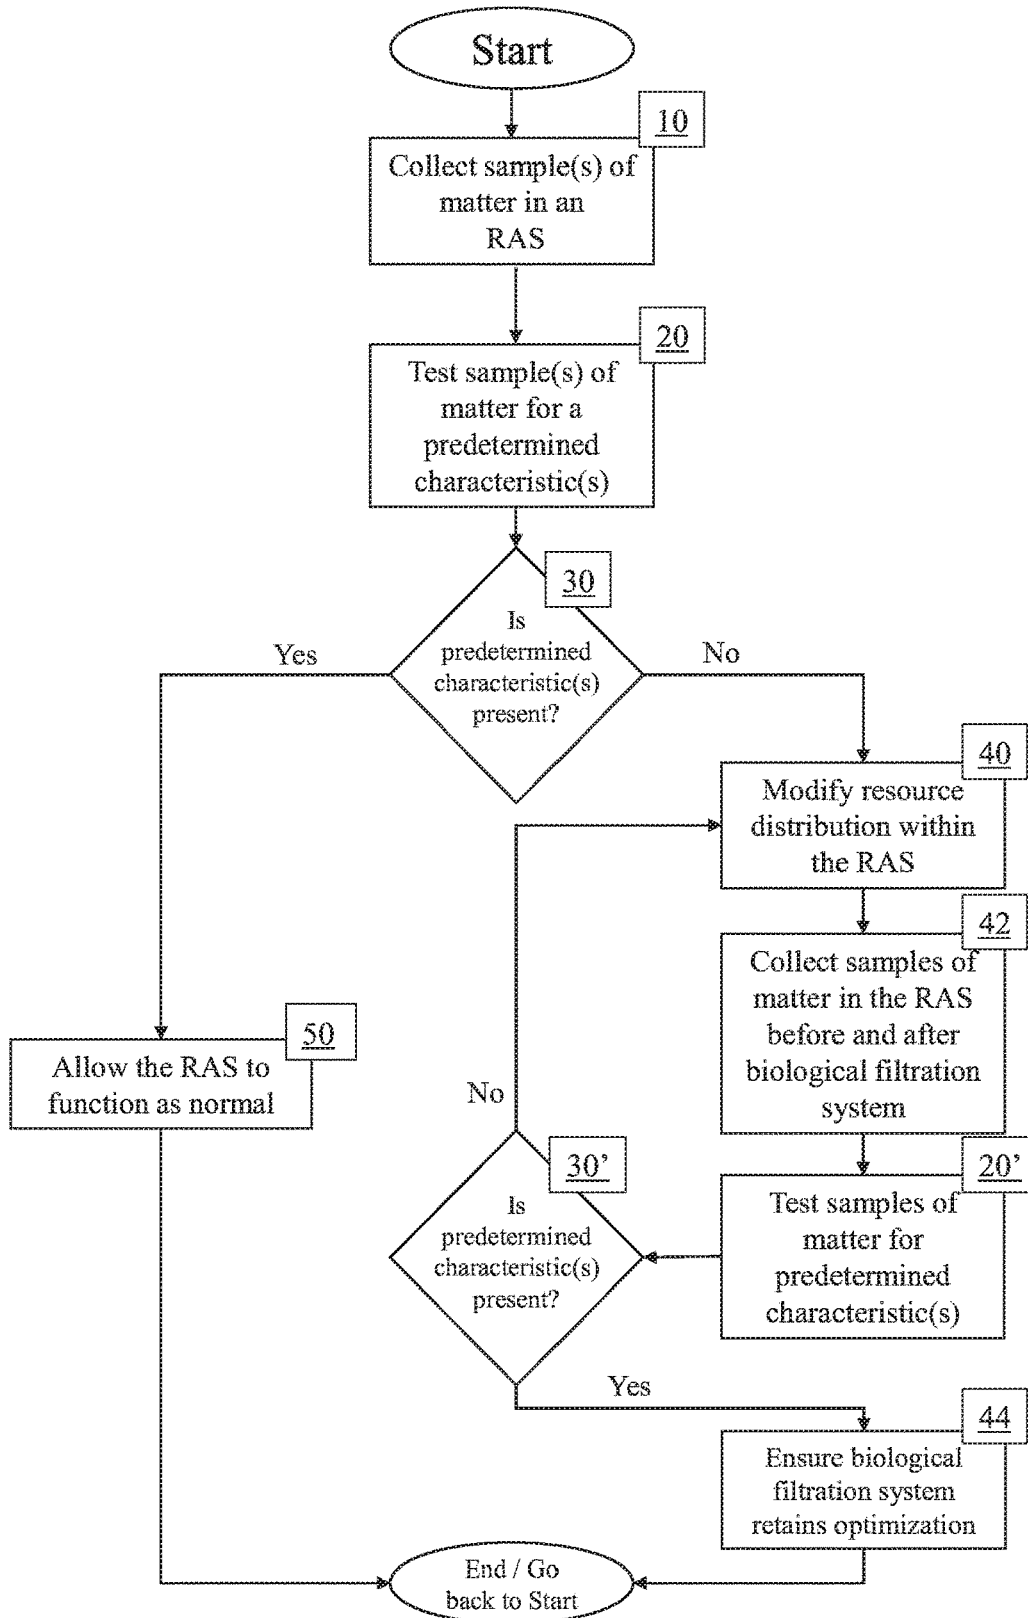 Start
10
Collect sample(s) of
matter in an
RAS
20
Test sample(s) of
matter for a
predetermined
characteristic(s)
30
Is
predetermined
characteristic(s)
present?
Yes
No
40
Modify resource
distribution within
the RAS
42
Collect samples of
matter in the RAS
before and after
biological filtration
system
50
Allow the RAS to
function as normal
No
20’
Test samples of
matter for
predetermined
characteristic(s)
30’
Is
predetermined
characteristic(s)
present?
Yes
44
Ensure biological
filtration system
retains optimization
End / Go
back to Start